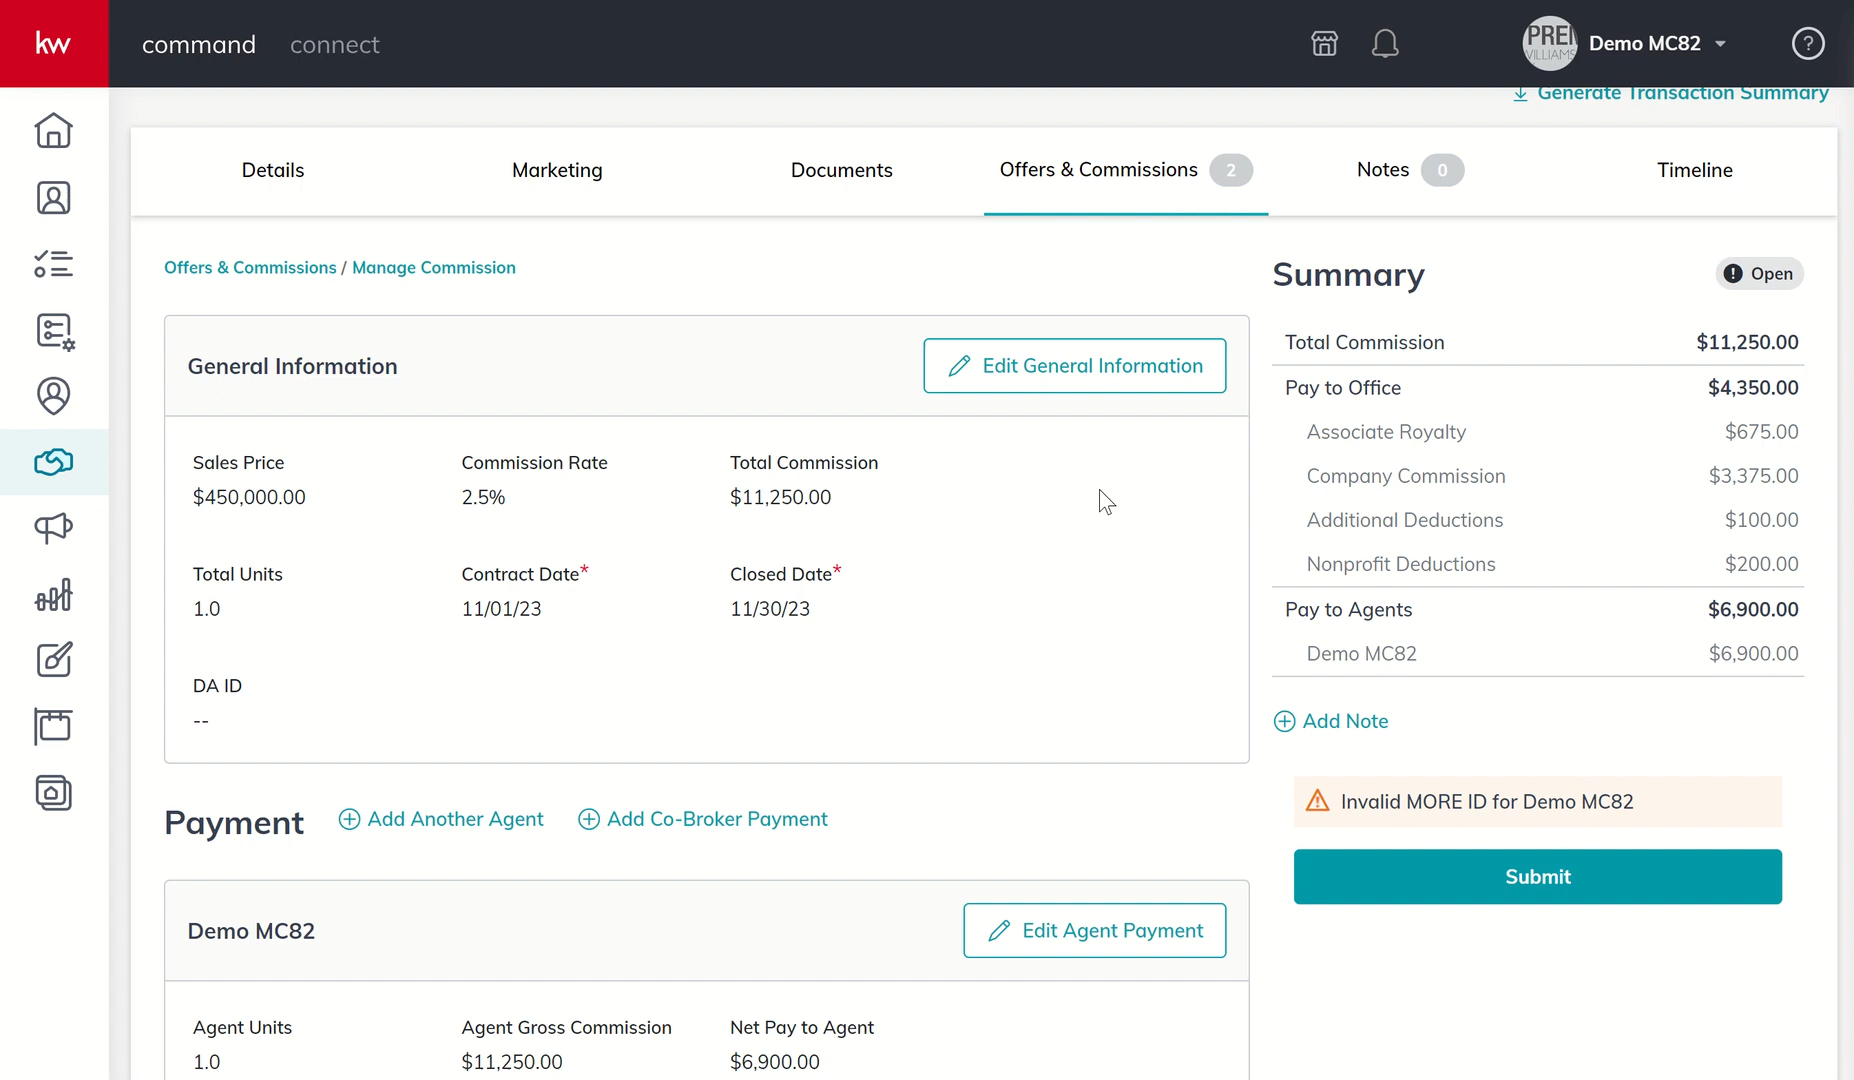 kw
command
connect
PREM
WILLIAMS
Demo MC82
?
Generate Transaction Summary
Details
Marketing
Documents
Offers & Commissions 2
Notes 0
Timeline
Offers & Commissions / Manage Commission
General Information
Edit General Information
Sales Price
$450,000.00
Commission Rate
2.5%
Total Commission
$11,250.00
Total Units
1.0
Contract Date*
11/01/23
Closed Date*
11/30/23
DA ID
--
Payment
Add Another Agent
Add Co-Broker Payment
Demo MC82
Edit Agent Payment
Agent Units
1.0
Agent Gross Commission
$11,250.00
Net Pay to Agent
$6,900.00
Summary
Open
Total Commission $11,250.00
Pay to Office $4,350.00
Associate Royalty $675.00
Company Commission $3,375.00
Additional Deductions $100.00
Nonprofit Deductions $200.00
Pay to Agents $6,900.00
Demo MC82 $6,900.00
Add Note
Invalid MORE ID for Demo MC82
Submit